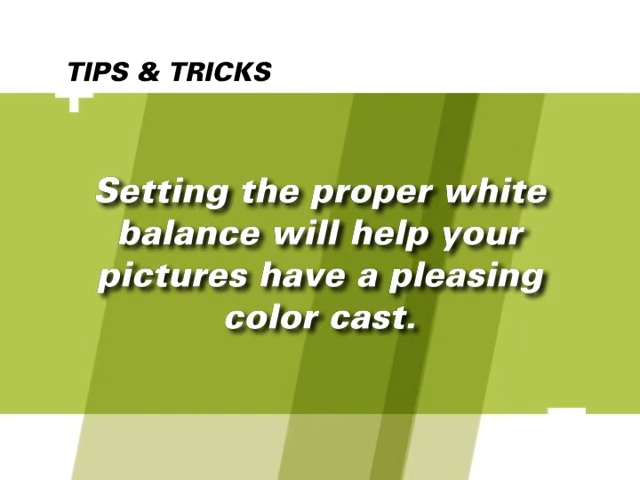 TIPS & TRICKS
Setting the proper white
balance will help your
pictures have a pleasing
color cast.